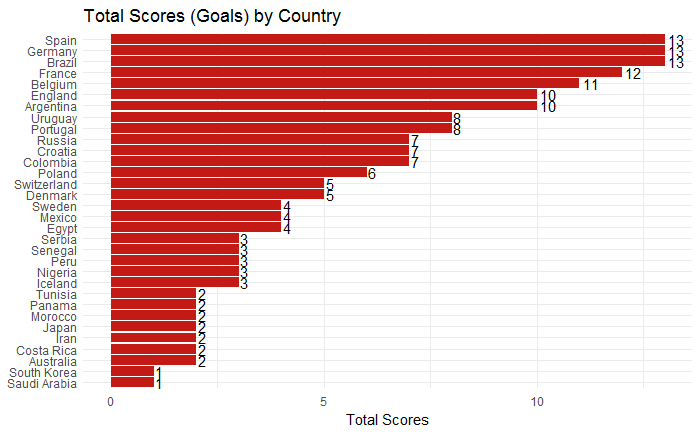 Total Scores (Goals) by Country
Spain 13
Germany 13
Brazil 13
France 12
Belgium 11
England 10
Argentina 10
Uruguay 8
Portugal 8
Russia 7
Croatia 7
Colombia 7
Poland 6
Switzerland 5
Denmark 5
Sweden 4
Mexico 4
Egypt 4
Serbia 3
Senegal 3
Peru 3
Nigeria 3
Iceland 3
Tunisia 2
Panama 2
Morocco 2
Japan 2
Iran 2
Costa Rica 2
Australia 2
South Korea 1
Saudi Arabia 1
0 5 10
Total Scores